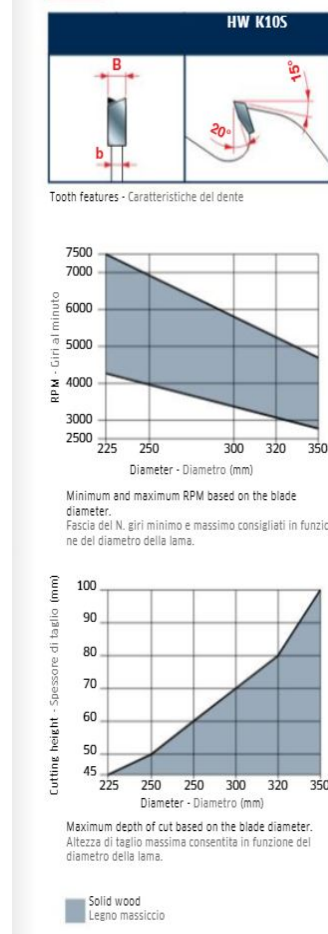 HW K10S
B
b
15°
20°
Tooth features - Caratteristiche del dente
RPM - Giri al minuto
7500
7000
6000
5000
4000
3000
2500
225 250 300 320 350
Diameter - Diametro (mm)
Minimum and maximum RPM based on the blade
diameter.
Fascia del N. giri minimo e massimo consigliati in funzio
ne del diametro della lama.
Cutting height - Spessore di taglio (mm)
100
90
80
70
60
50
45
225 250 250 300 320 350
Diameter - Diametro (mm)
Maximum depth of cut based on the blade diameter.
Altezza di taglio massima consentita in funzione del
diametro della lama.
Solid wood
Legno massiccio